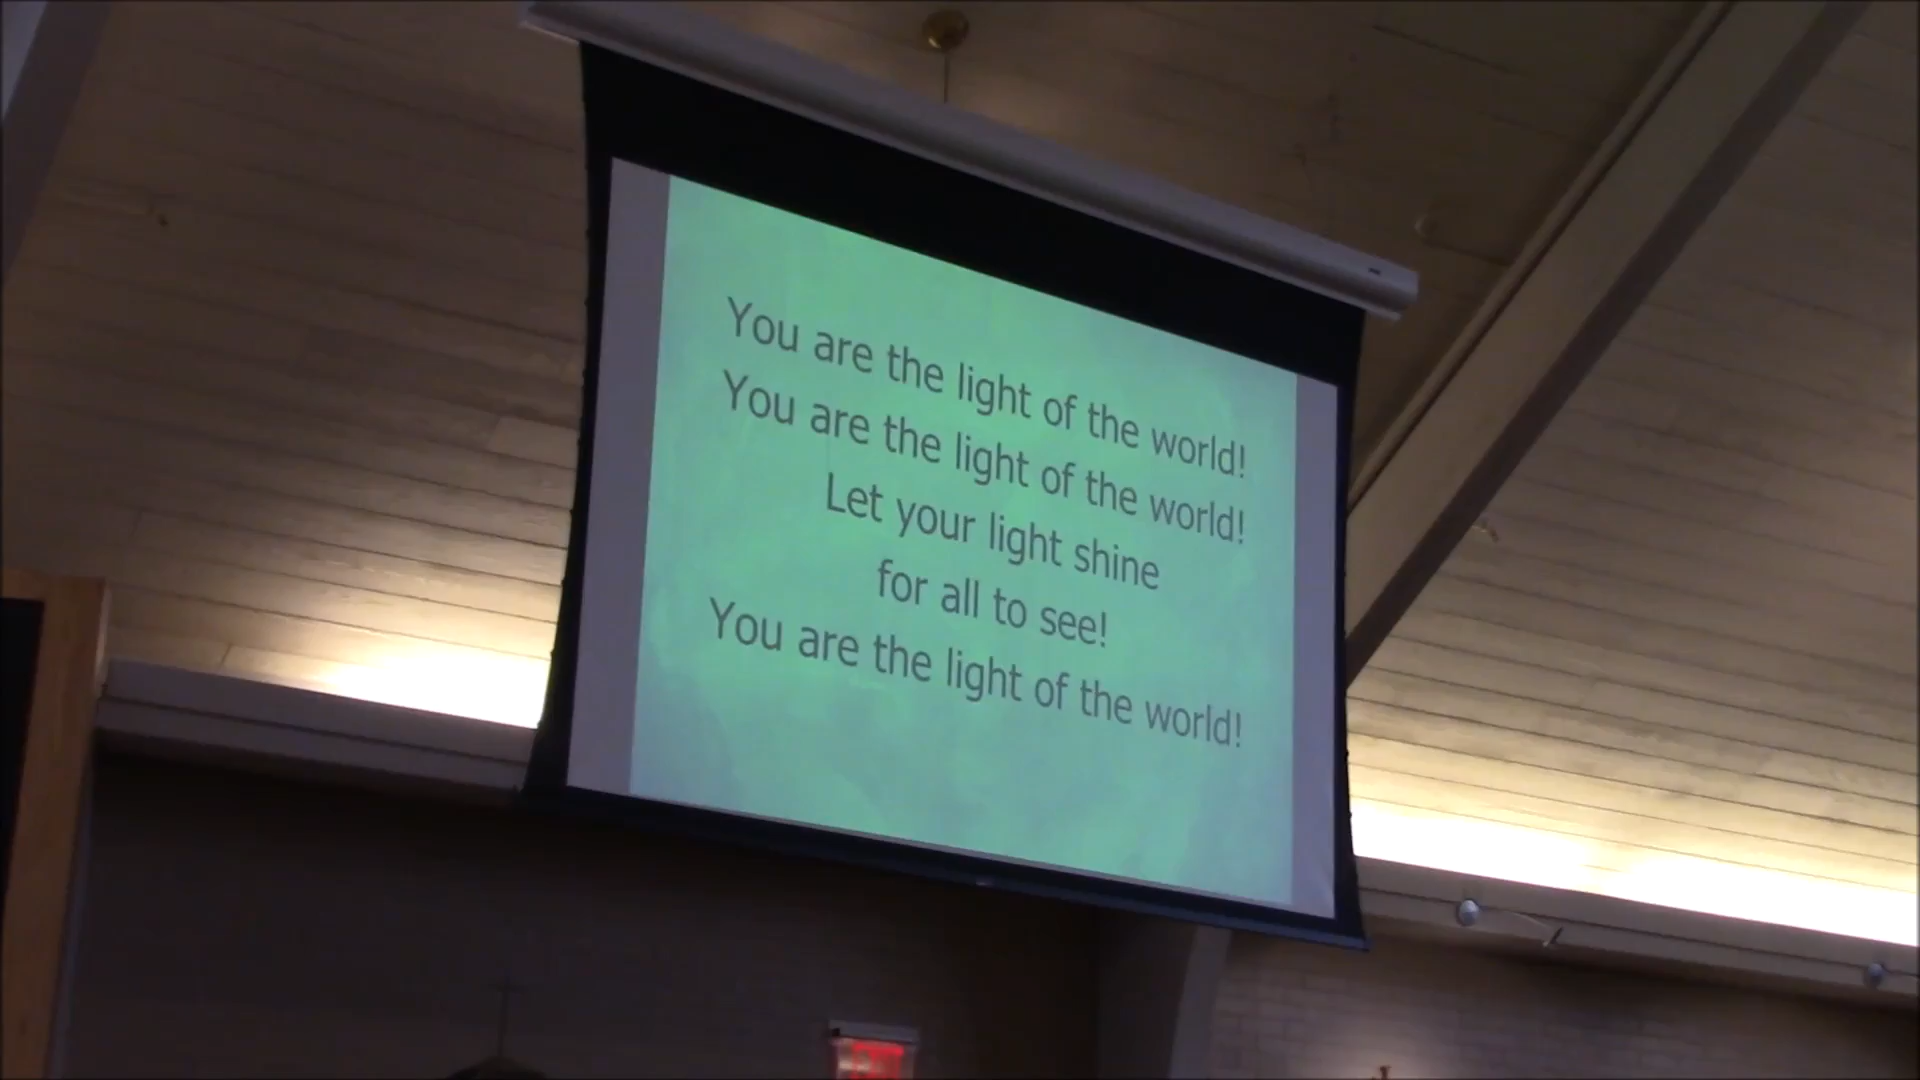 You are the light of the world!
You are the light of the world!
Let your light shine
for all to see!
You are the light of the world!